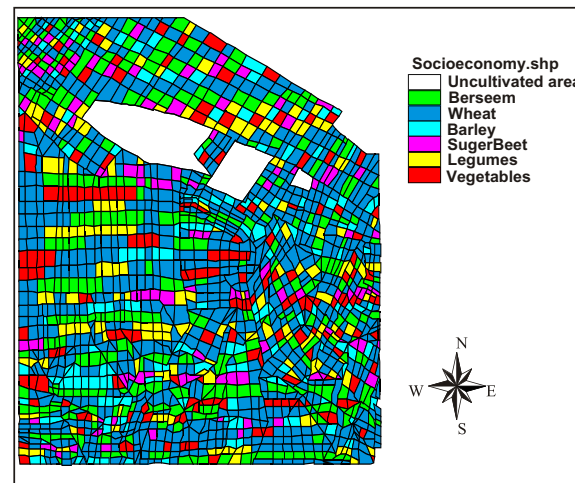 Socioeconomy.shp
Uncultivated area
Berseem
Wheat
Barley
SugerBeet
Legumes
Vegetables
N
W E
S